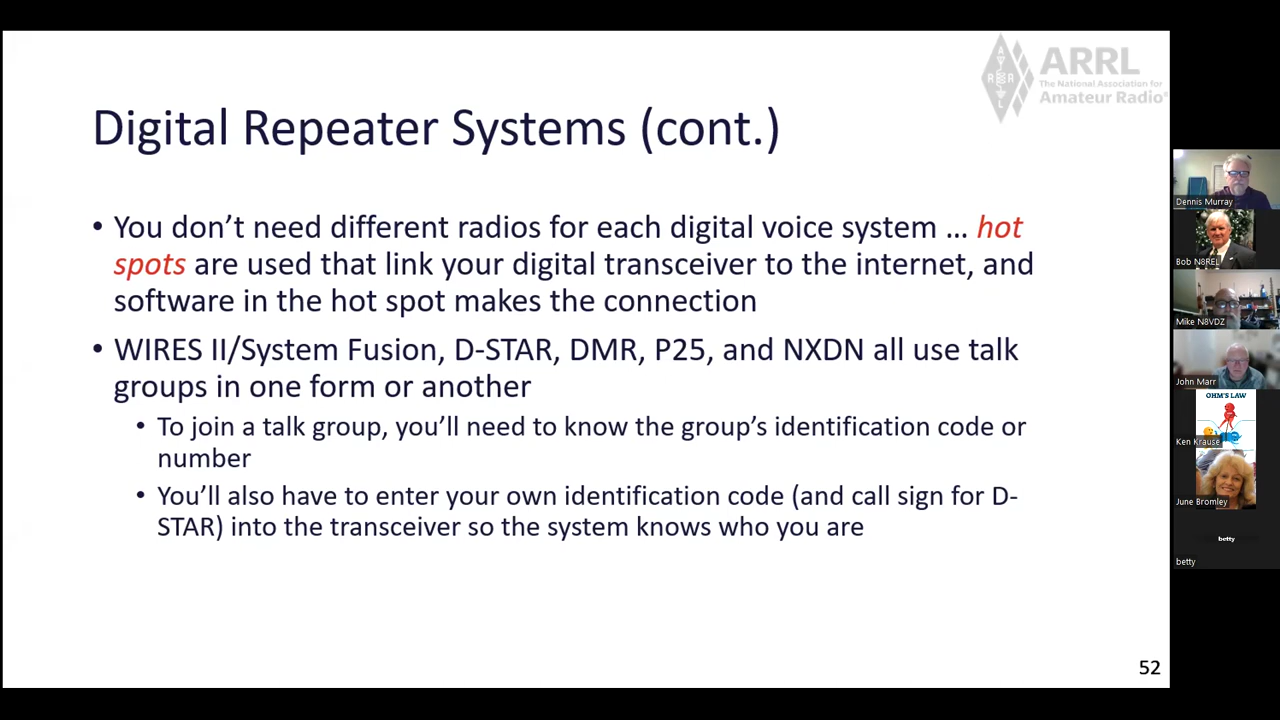 ARRL
The National Association for
Amateur Radio®
Digital Repeater Systems (cont.)
• You don’t need different radios for each digital voice system … hot
spots are used that link your digital transceiver to the internet, and
software in the hot spot makes the connection
• WIRES II/System Fusion, D-STAR, DMR, P25, and NXDN all use talk
groups in one form or another
• To join a talk group, you’ll need to know the group’s identification code or
number
• You’ll also have to enter your own identification code (and call sign for D-
STAR) into the transceiver so the system knows who you are
52
Dennis Murray
Bob N8REL
Mike N8VDZ
John Marr
OHM'S LAW
Ken Krause
June Bromley
betty
betty